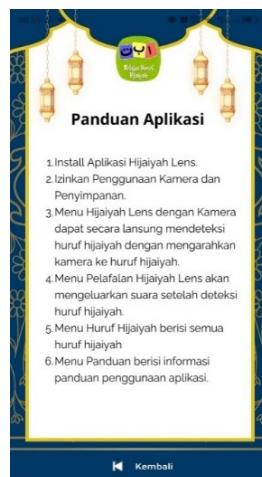 ا ب ت
Belajar Huruf
Hijaiyah
Panduan Aplikasi
1. Install Aplikasi Hijaiyah Lens.
2. Izinkan Penggunaan Kamera dan
Penyimpanan.
3. Menu Hijaiyah Lens dengan Kamera
dapat secara lansung mendeteksi
huruf hijaiyah dengan mengarahkan
kamera ke huruf hijaiyah.
4. Menu Pelafalan Hijaiyah Lens akan
mengeluarkan suara setelah deteksi
huruf hijaiyah.
5. Menu Huruf Hijaiyah berisi semua
huruf hijaiyah
6. Menu Panduan berisi informasi
panduan penggunaan aplikasi.
Kembali